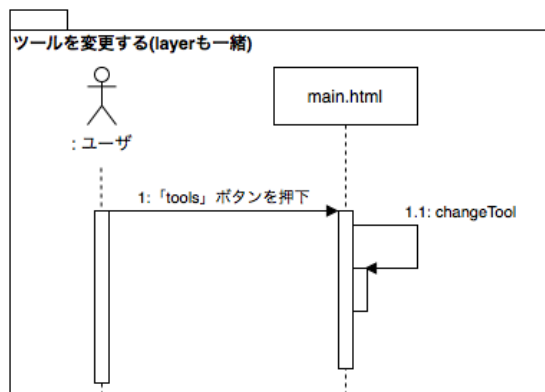 ツールを変更する(layerも一緒)
main.html
: ユーザ
1:「tools」ボタンを押下
1.1: changeTool